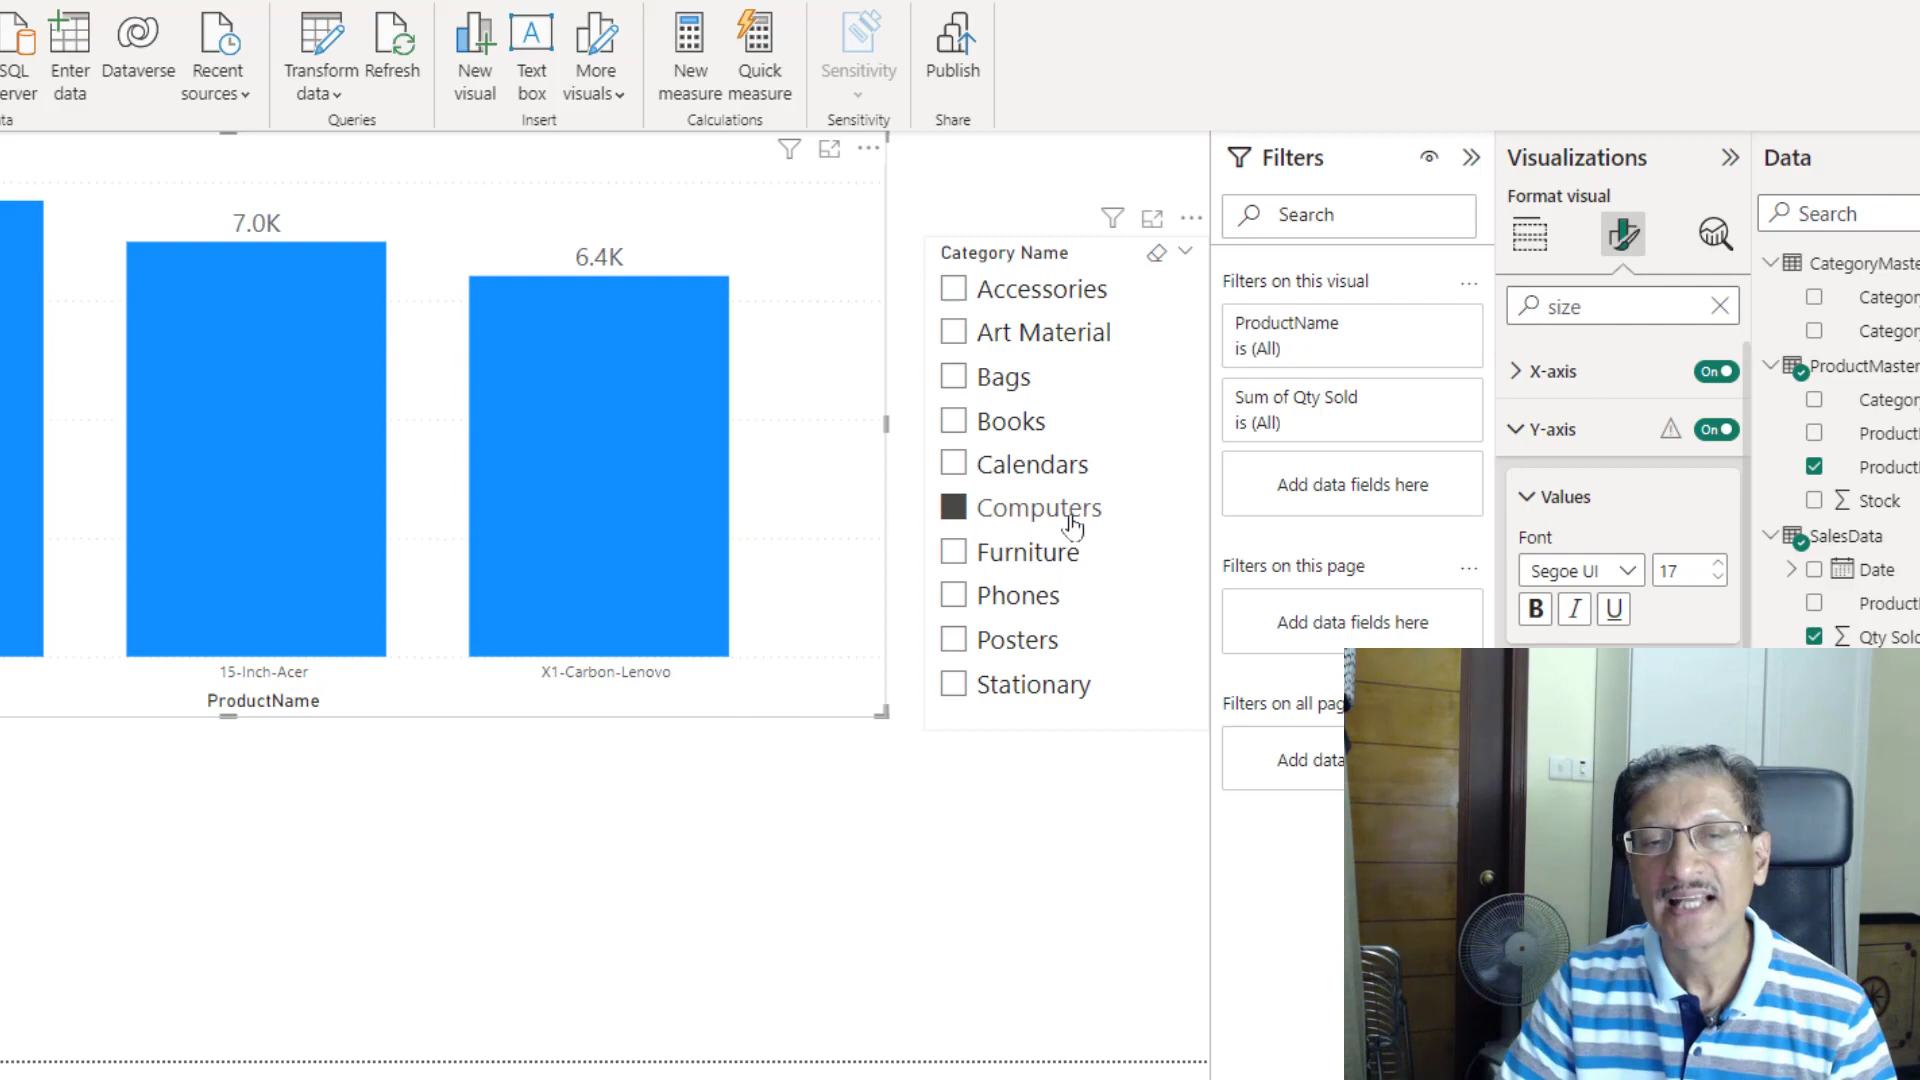 SQL
Enter
Dataverse
Recent
Transform
Refresh
New
Text
More
New
Quick
Sensitivity
Publish
erver
data
sources
data
visual
box
visuals
measure
measure
ta
Queries
Insert
Calculations
Sensitivity
Share
7.0K
6.4K
15-Inch-Acer
X1-Carbon-Lenovo
ProductName
Category Name
Accessories
Art Material
Bags
Books
Calendars
Computers
Furniture
Phones
Posters
Stationary
Filters
Search
Filters on this visual
ProductName
is (All)
Sum of Qty Sold
is (All)
Add data fields here
Filters on this page
Add data fields here
Filters on all pag
Add data
Visualizations
Format visual
size
X-axis
On
Y-axis
On
Values
Font
Segoe UI
17
B I U
Data
Search
CategoryMaste
Categor
Categor
ProductMaster
Categor
Product
Product
Σ Stock
SalesData
Date
Product
Σ Qty Sold